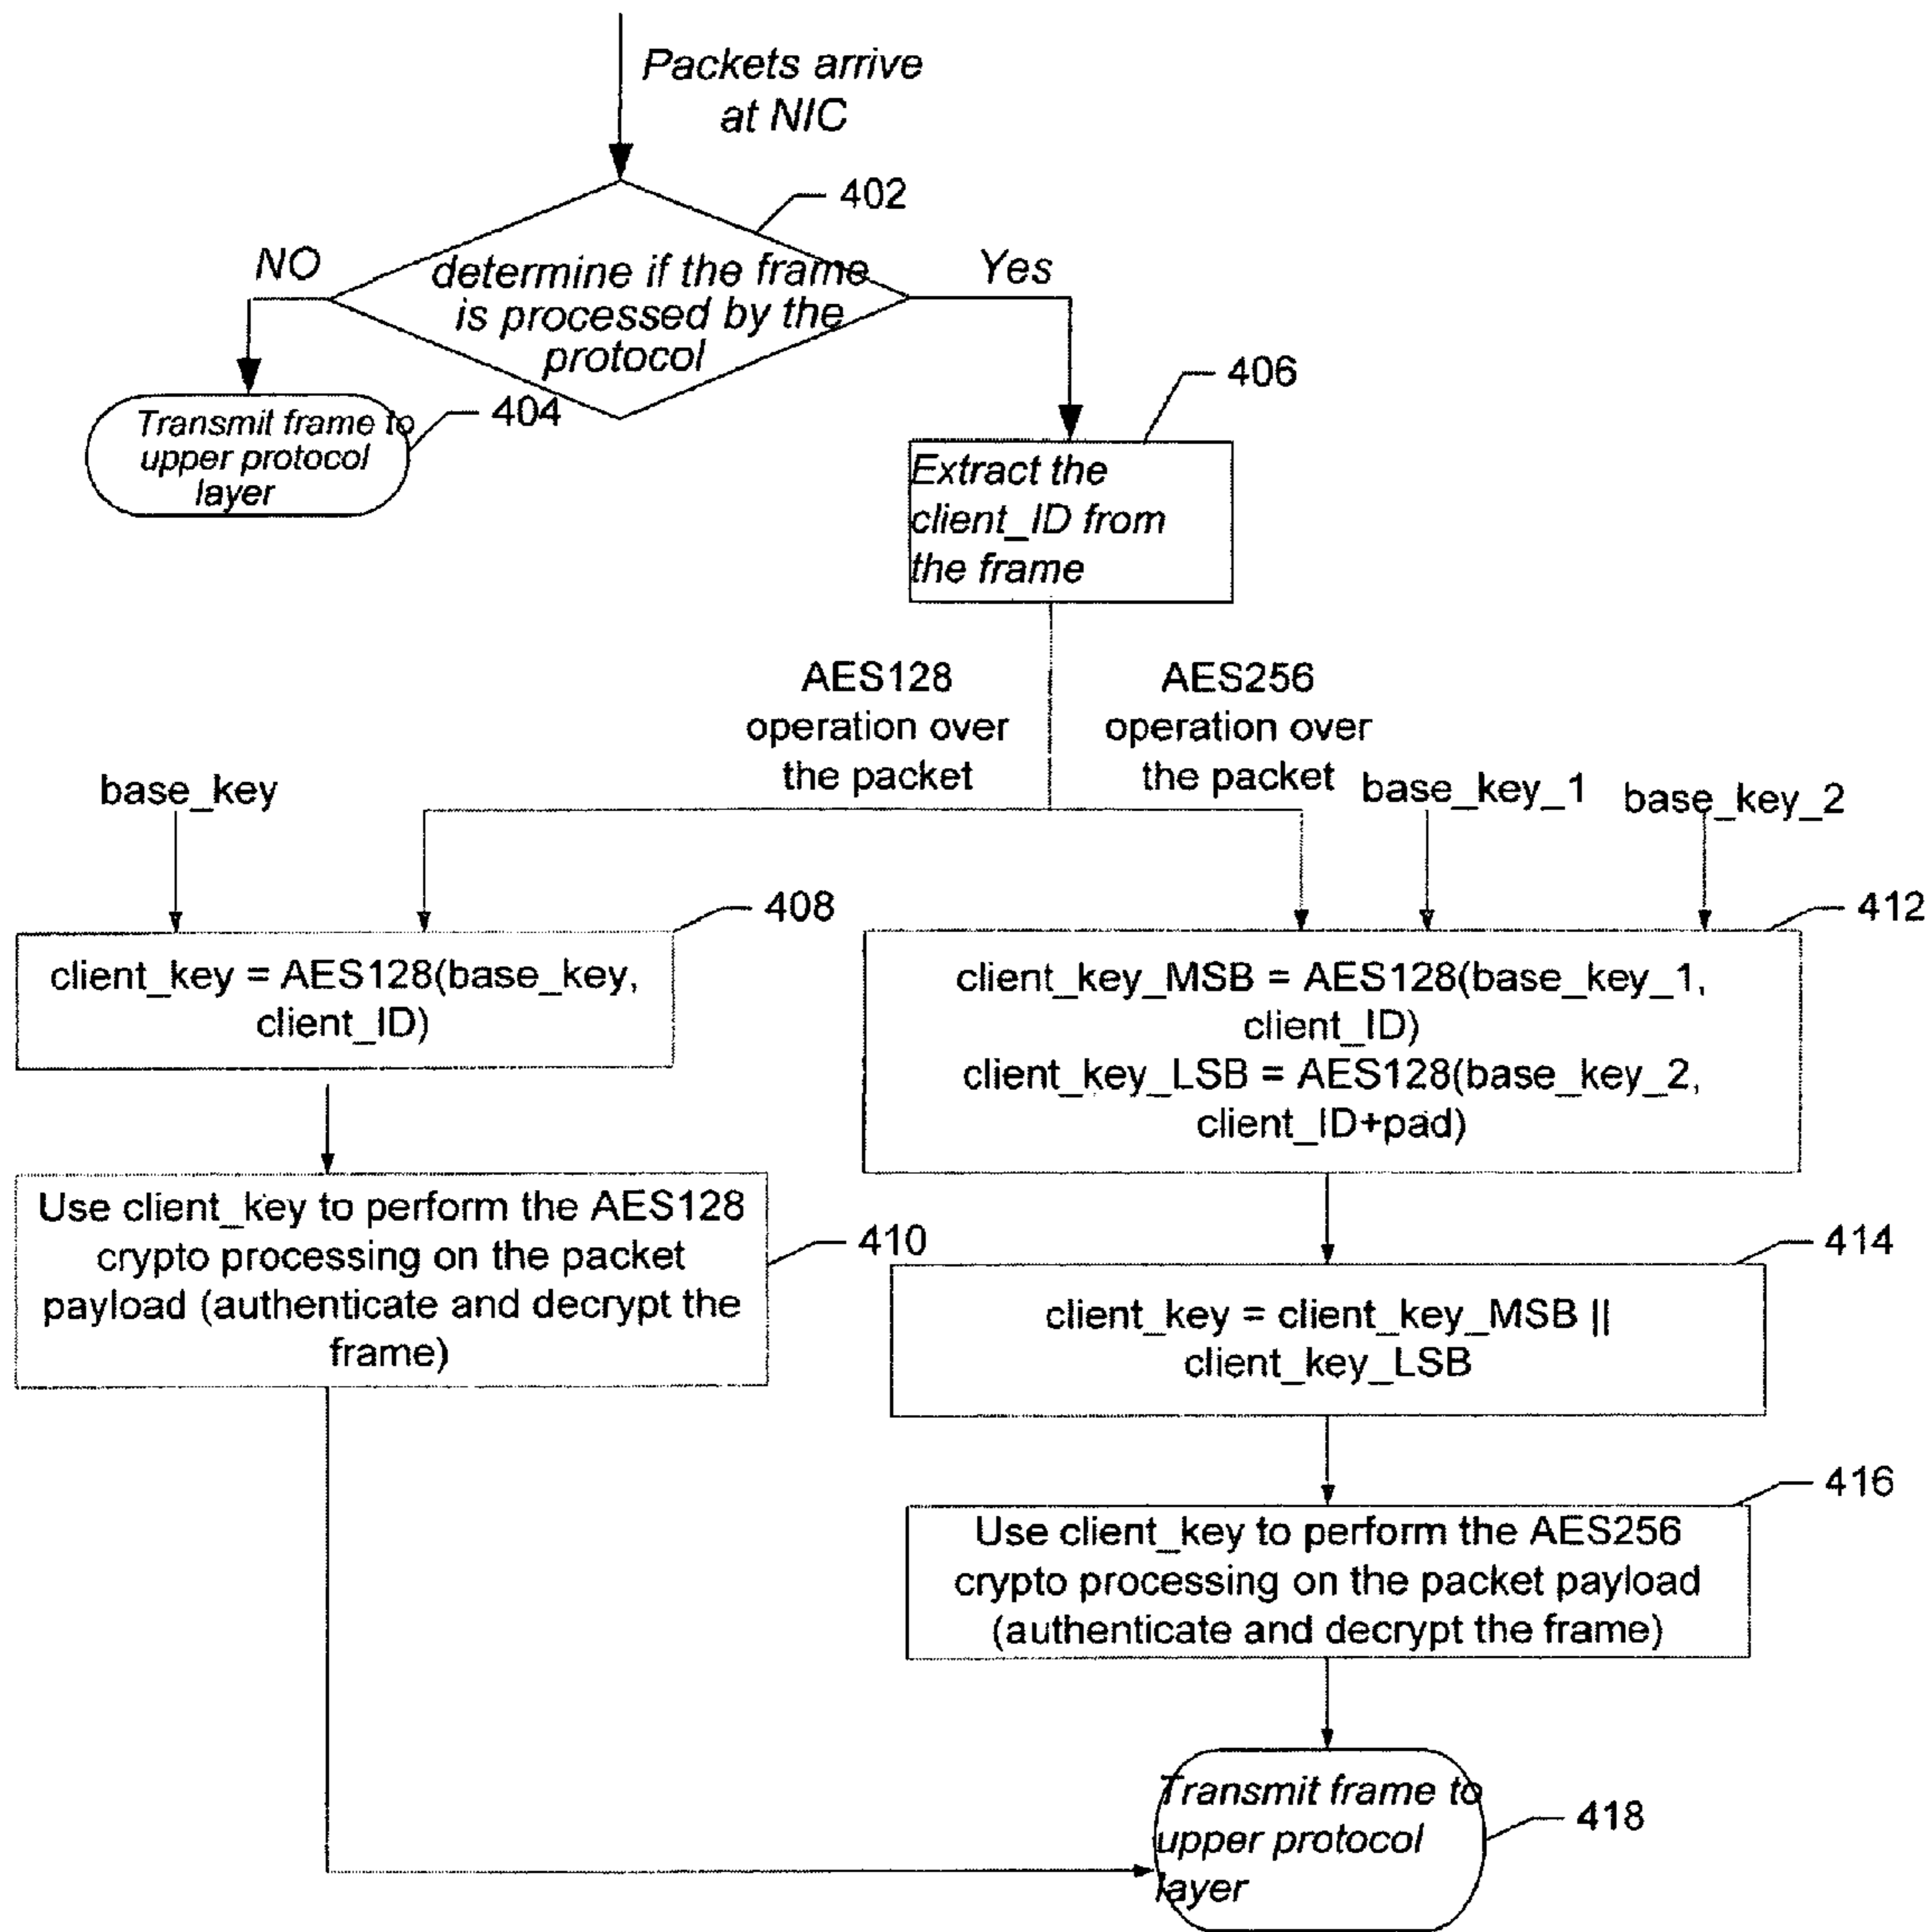 Packets arrive
at NIC
402
NO
Yes
determine if the frame
is processed by the
protocol
404
Transmit frame to
upper protocol
layer
406
Extract the
client_ID from
the frame
AES128
operation over
the packet
AES256
operation over
the packet
base_key
base_key_1
base_key_2
408
client_key = AES128(base_key,
client_ID)
412
client_key_MSB = AES128(base_key_1,
client_ID)
client_key_LSB = AES128(base_key_2,
client_ID+pad)
410
Use client_key to perform the AES128
crypto processing on the packet
payload (authenticate and decrypt the
frame)
414
client_key = client_key_MSB ||
client_key_LSB
416
Use client_key to perform the AES256
crypto processing on the packet payload
(authenticate and decrypt the frame)
Transmit frame to
upper protocol
layer
418